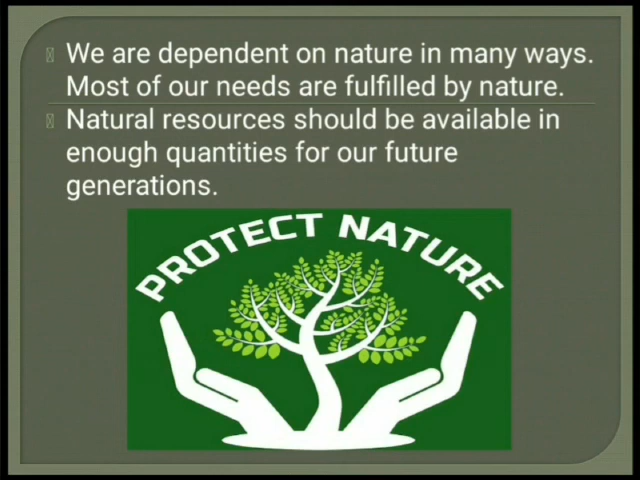 We are dependent on nature in many ways.
Most of our needs are fulfilled by nature.
Natural resources should be available in
enough quantities for our future
generations.
PROTECT NATURE